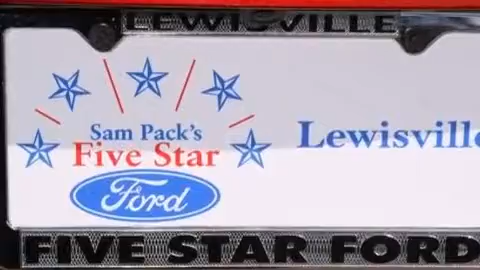 LEWISVILLE
Sam Pack's
Five Star
Ford
Lewisville
FIVE STAR FORD